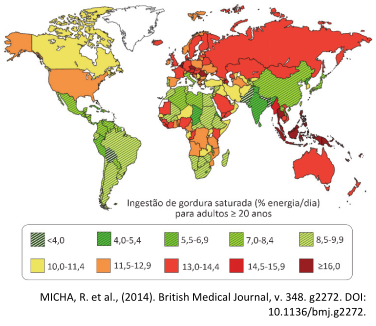 Ingestão de gordura saturada (% energia/dia)
para adultos ≥ 20 anos
<4,0
4,0-5,4
5,5-6,9
7,0-8,4
8,5-9,9
10,0-11,4
11,5-12,9
13,0-14,4
14,5-15,9
≥16,0
MICHA, R. et al., (2014). British Medical Journal, v. 348. g2272. DOI:
10.1136/bmj.g2272.